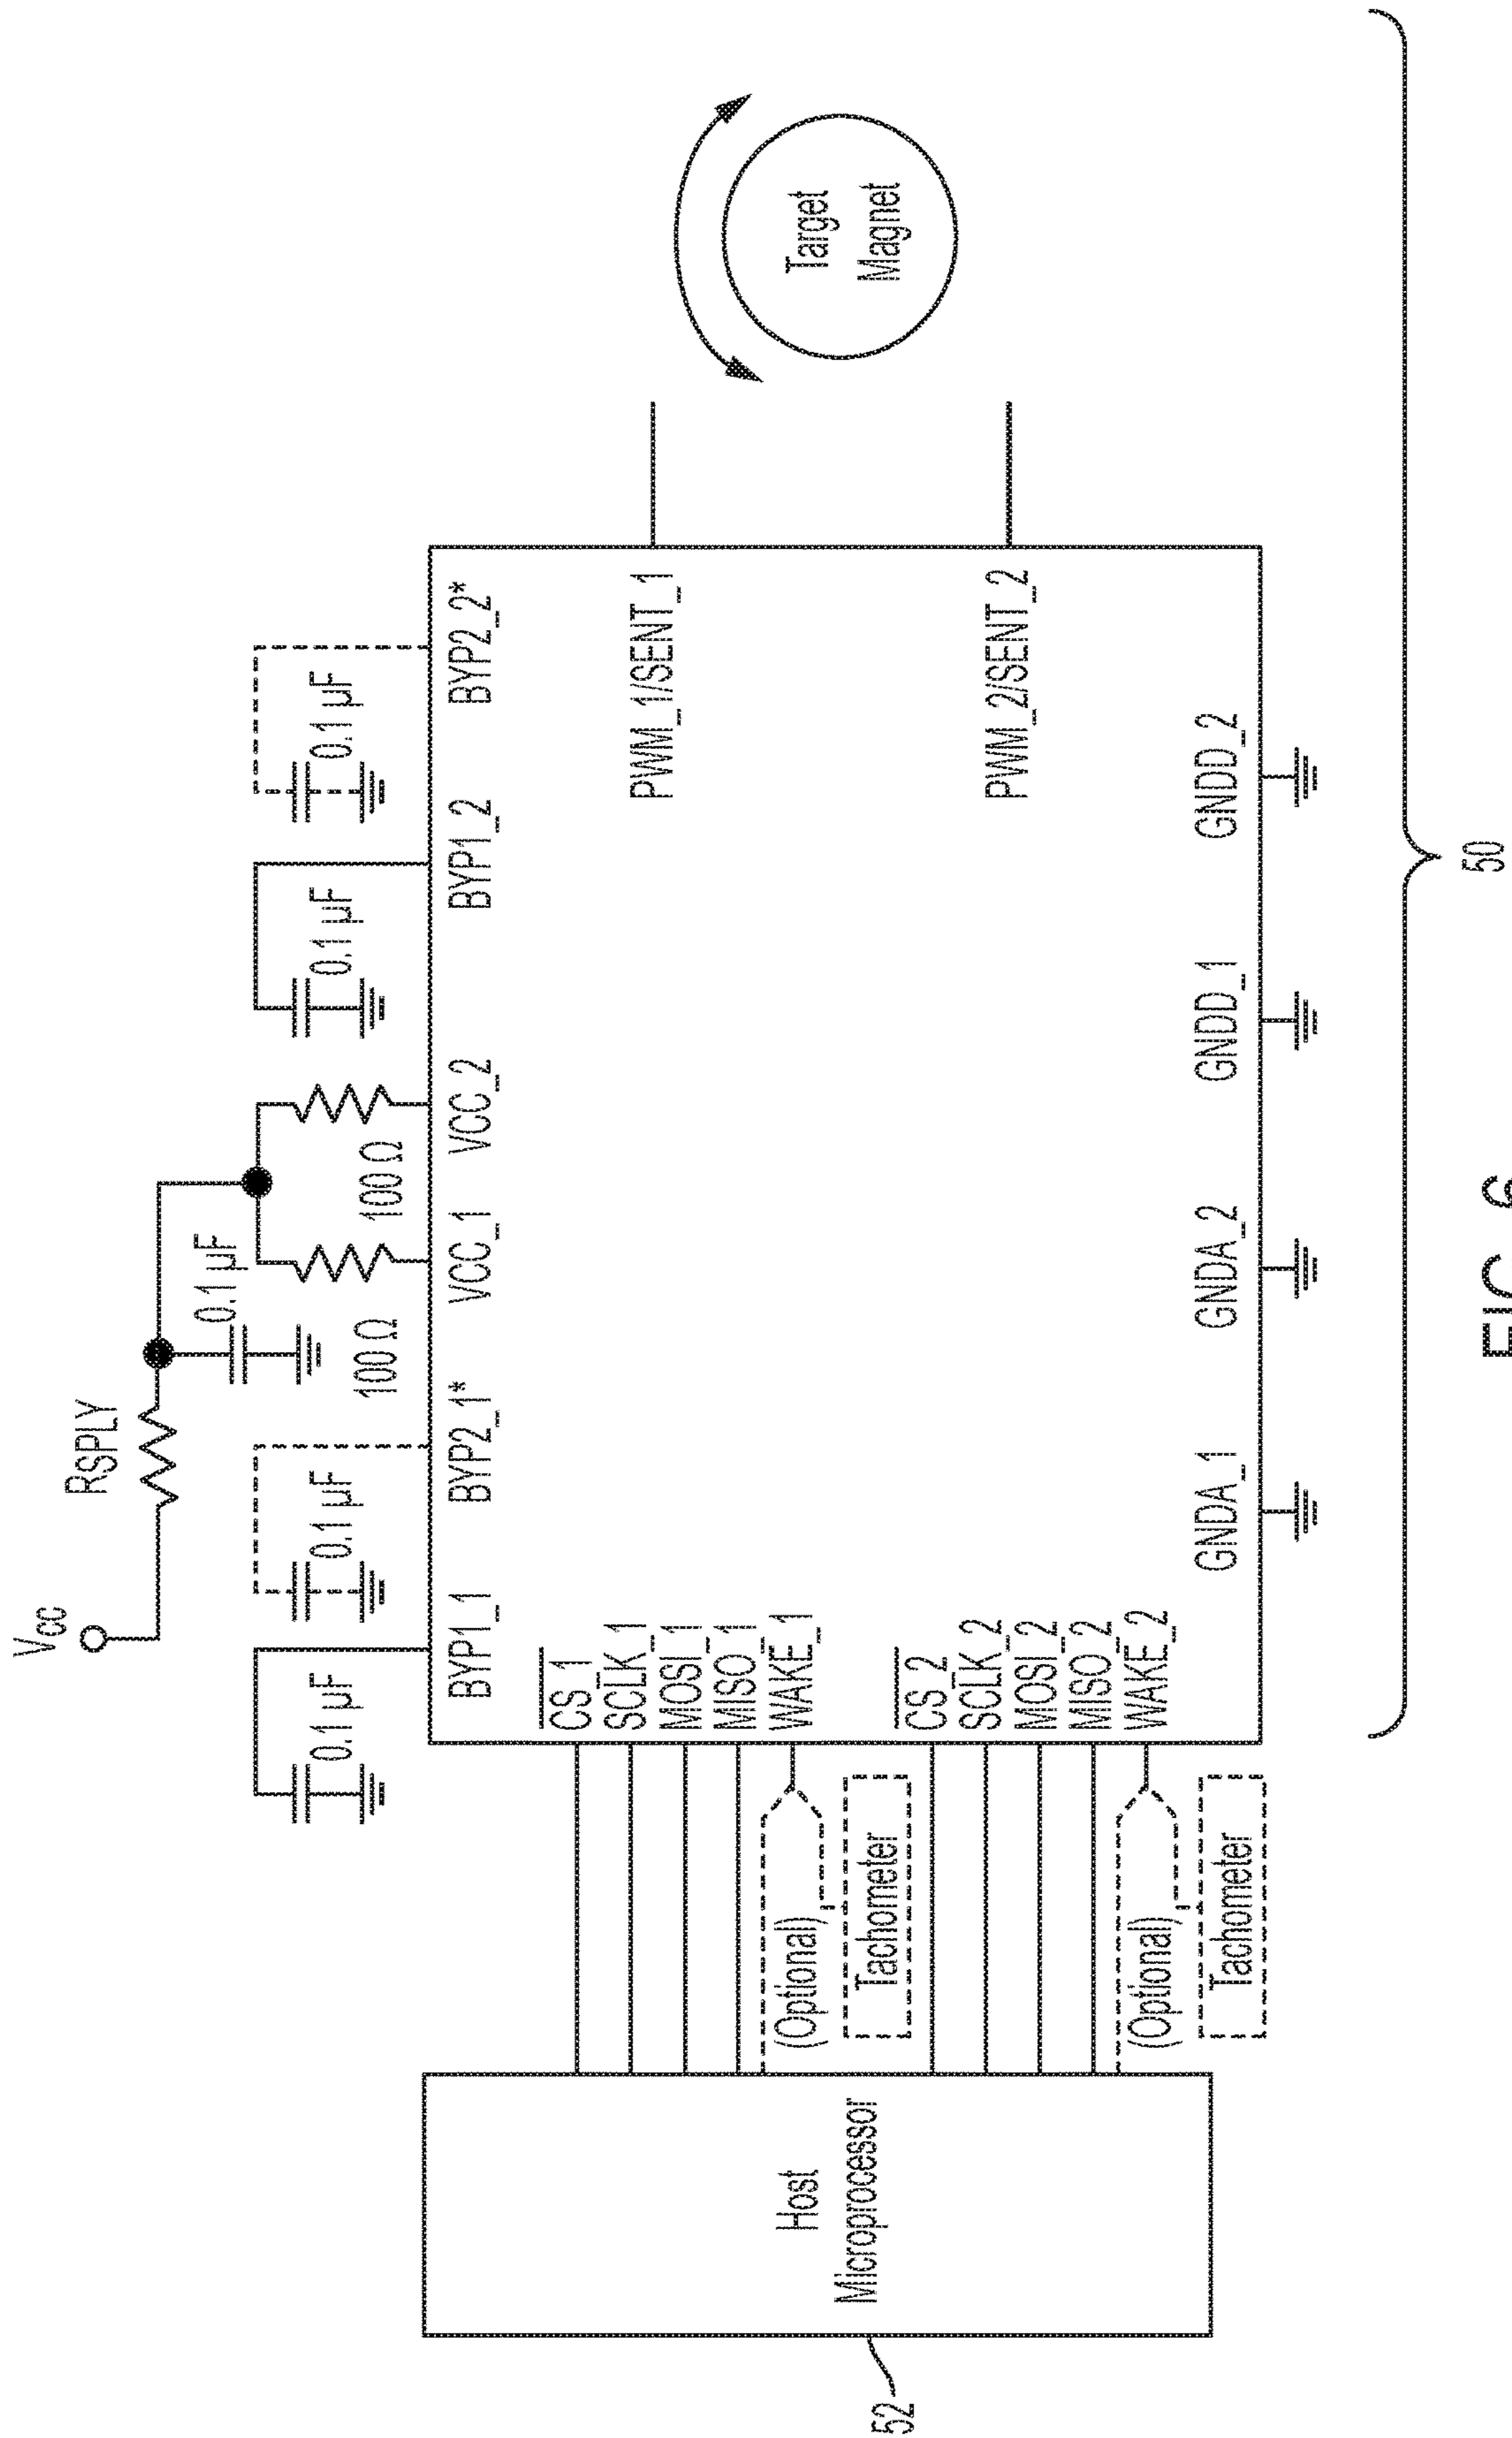 VCC
RSPLY
0.1 µF
0.1 µF
0.1 µF
100 Ω
100 Ω
0.1 µF
0.1 µF
BYP1_1
BYP2_1*
VCC_1
VCC_2
BYP1_2
BYP2_2*
CS_1
SCLK_1
MOSI_1
MISO_1
WAKE_1
(Optional)
Tachometer
CS_2
SCLK_2
MOSI_2
MISO_2
WAKE_2
(Optional)
Tachometer
Host
Microprocessor
52
PWM_1/SENT_1
PWM_2/SENT_2
Target
Magnet
GNDA_1
GNDA_2
GNDD_1
GNDD_2
50
FIG. 6